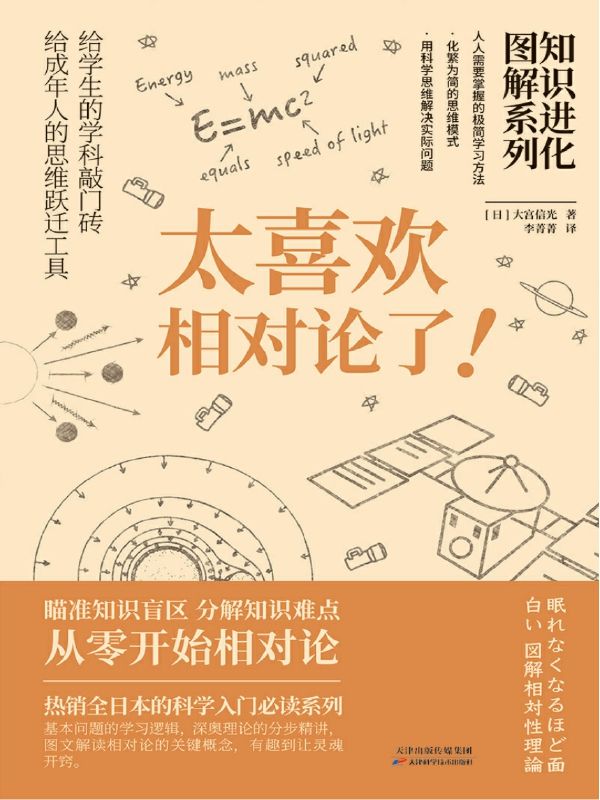 知识进化
图解系列
人人需要掌握的极简学习方法
·化繁为简的思维模式
·用科学思维解决实际问题
[日]大宫信光 著
李菁菁 译
给学生的学科敲门砖
给成年人的思维跃迁工具
Energy mass squared
E=mc²
equals speed of light
太喜欢
相对论了!
瞄准知识盲区 分解知识难点
从零开始相对论
热销全日本的科学入门必读系列
基本问题的学习逻辑，深奥理论的分步精讲，
图文解读相对论的关键概念，有趣到让灵魂
开窍。
眠れなくなるほど面
白い 図解相対性理論
天津出版传媒集团
天津科学技术出版社